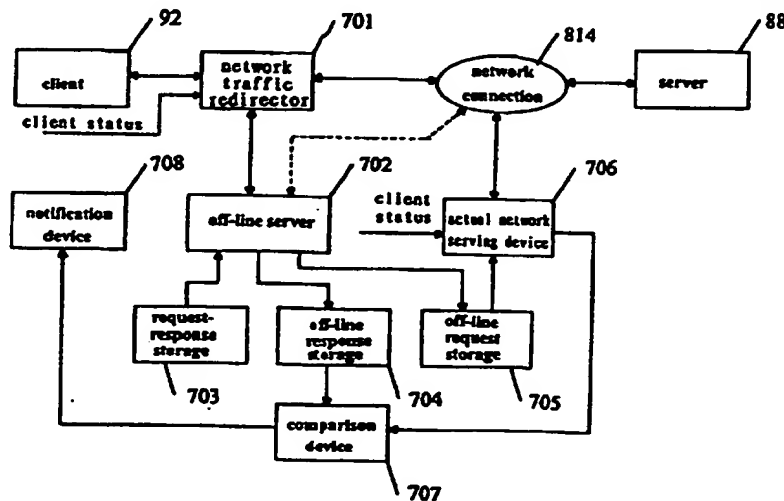 92
701
814
88
client
network
traffic
redirector
network
connection
server
client status
708
702
706
notification
device
off-line server
client
status
actual network
serving device
request-
response
storage
off-line
response
storage
off-line
request
storage
703
704
705
comparison
device
707